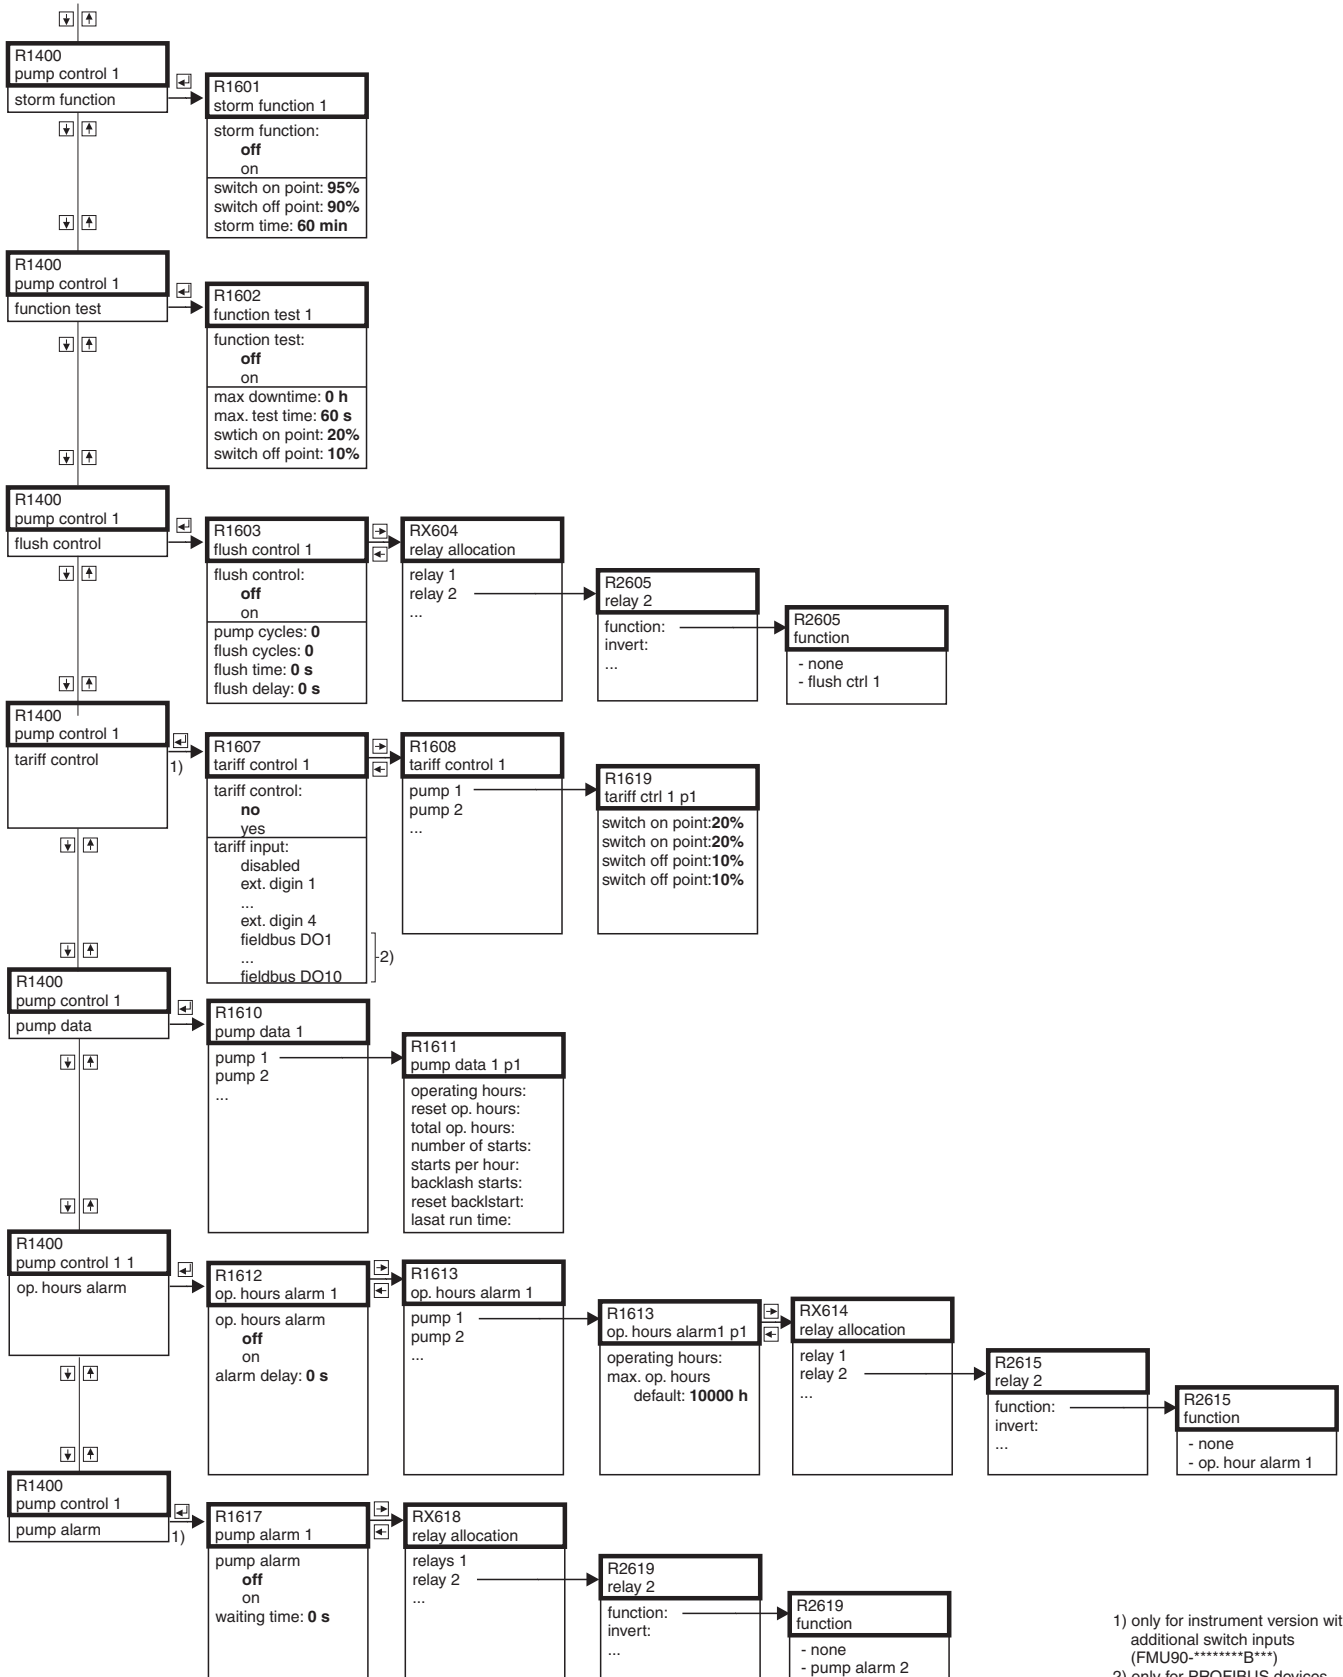 R1400
pump control 1
storm function
R1601
storm function 1
storm function:
off
on
switch on point: 95%
switch off point: 90%
storm time: 60 min
R1400
pump control 1
function test
R1602
function test 1
function test:
off
on
max downtime: 0 h
max. test time: 60 s
swtich on point: 20%
switch off point: 10%
R1400
pump control 1
flush control
R1603
flush control 1
flush control:
off
on
pump cycles: 0
flush cycles: 0
flush time: 0 s
flush delay: 0 s
RX604
relay allocation
relay 1
relay 2
...
R2605
relay 2
function:
invert:
...
R2605
function
- none
- flush ctrl 1
R1400
pump control 1
tariff control
1)
R1607
tariff control 1
tariff control:
no
yes
tariff input:
disabled
ext. digin 1
...
ext. digin 4
fieldbus DO1
...
fieldbus DO10
2)
R1608
tariff control 1
pump 1
pump 2
...
R1619
tariff ctrl 1 p1
switch on point:20%
switch on point:20%
switch off point:10%
switch off point:10%
R1400
pump control 1
pump data
R1610
pump data 1
pump 1
pump 2
...
R1611
pump data 1 p1
operating hours:
reset op. hours:
total op. hours:
number of starts:
starts per hour:
backlash starts:
reset backlstart:
lasat run time:
R1400
pump control 1 1
op. hours alarm
R1612
op. hours alarm 1
op. hours alarm
off
on
alarm delay: 0 s
R1613
op. hours alarm 1
pump 1
pump 2
...
R1613
op. hours alarm1 p1
operating hours:
max. op. hours
default: 10000 h
RX614
relay allocation
relay 1
relay 2
...
R2615
relay 2
function:
invert:
...
R2615
function
- none
- op. hour alarm 1
R1400
pump control 1
pump alarm
1)
R1617
pump alarm 1
pump alarm
off
on
waiting time: 0 s
RX618
relay allocation
relays 1
relay 2
...
R2619
relay 2
function:
invert:
...
R2619
function
- none
- pump alarm 2
1) only for instrument version wit
additional switch inputs
(FMU90-********B***)
2) only for PROFIBUS devices